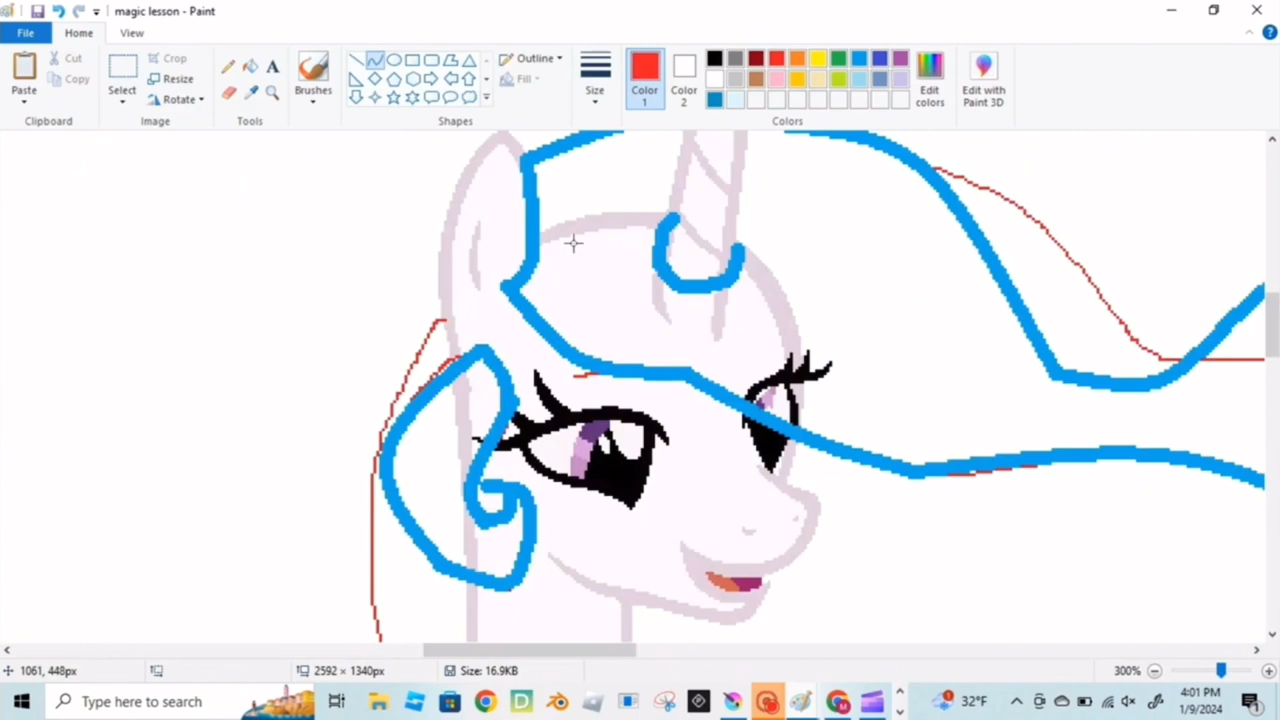 magic lesson - Paint
File
Home
View
Paste
Cut
Copy
Clipboard
Select
Crop
Resize
Rotate
Image
A
Tools
Brushes
Shapes
Outline
Fill
Size
Color 1
Color 2
Colors
Edit colors
Edit with Paint 3D
1061, 448px
2592 × 1340px
Size: 16.9KB
300%
Type here to search
D
32°F
4:01 PM
1/9/2024